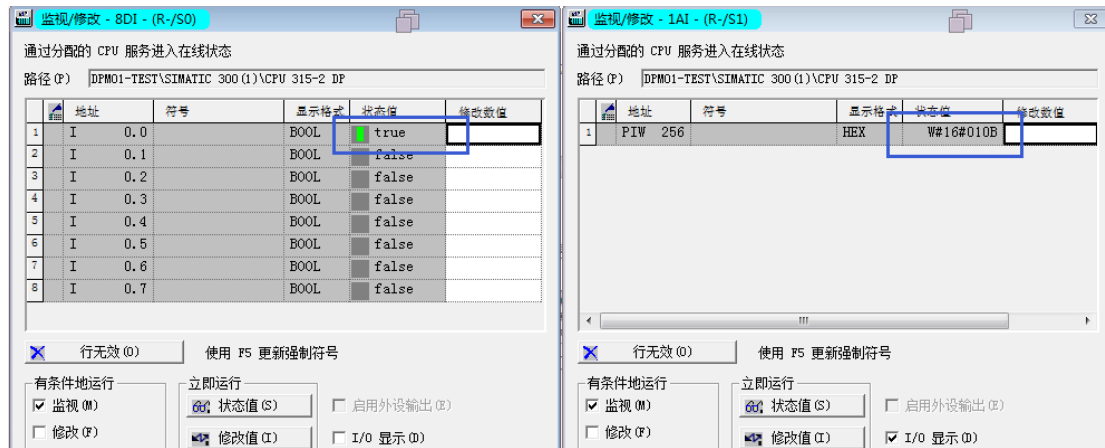 监视/修改 - 8DI - (R-/S0)
通过分配的 CPU 服务进入在线状态
路径(P) DPM01-TEST\SIMATIC 300(1)\CPU 315-2 DP
地址 符号 显示格式 状态值 修改数值
1 I 0.0 BOOL true
2 I 0.1 BOOL false
3 I 0.2 BOOL false
4 I 0.3 BOOL false
5 I 0.4 BOOL false
6 I 0.5 BOOL false
7 I 0.6 BOOL false
8 I 0.7 BOOL false
行无效(O) 使用 F5 更新强制符号
有条件地运行 立即运行
监视(M) 状态值(S) 启用外设输出(E)
修改(F) 修改值(I) I/O 显示(D)
监视/修改 - 1AI - (R-/S1)
通过分配的 CPU 服务进入在线状态
路径(P) DPM01-TEST\SIMATIC 300(1)\CPU 315-2 DP
地址 符号 显示格式 状态值 修改数值
1 PIW 256 HEX W#16#010B
行无效(O) 使用 F5 更新强制符号
有条件地运行 立即运行
监视(M) 状态值(S) 启用外设输出(E)
修改(F) 修改值(I) I/O 显示(D)